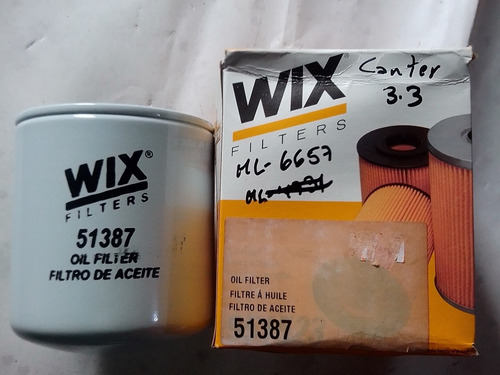 WIX®
FILTERS
51387
OIL FILTER
FILTRO DE ACEITE
WIX
FILTERS
Canter
3.3
ML-6657
OIL FILTER
FILTRE À HUILE
FILTRO DE ACEITE
51387